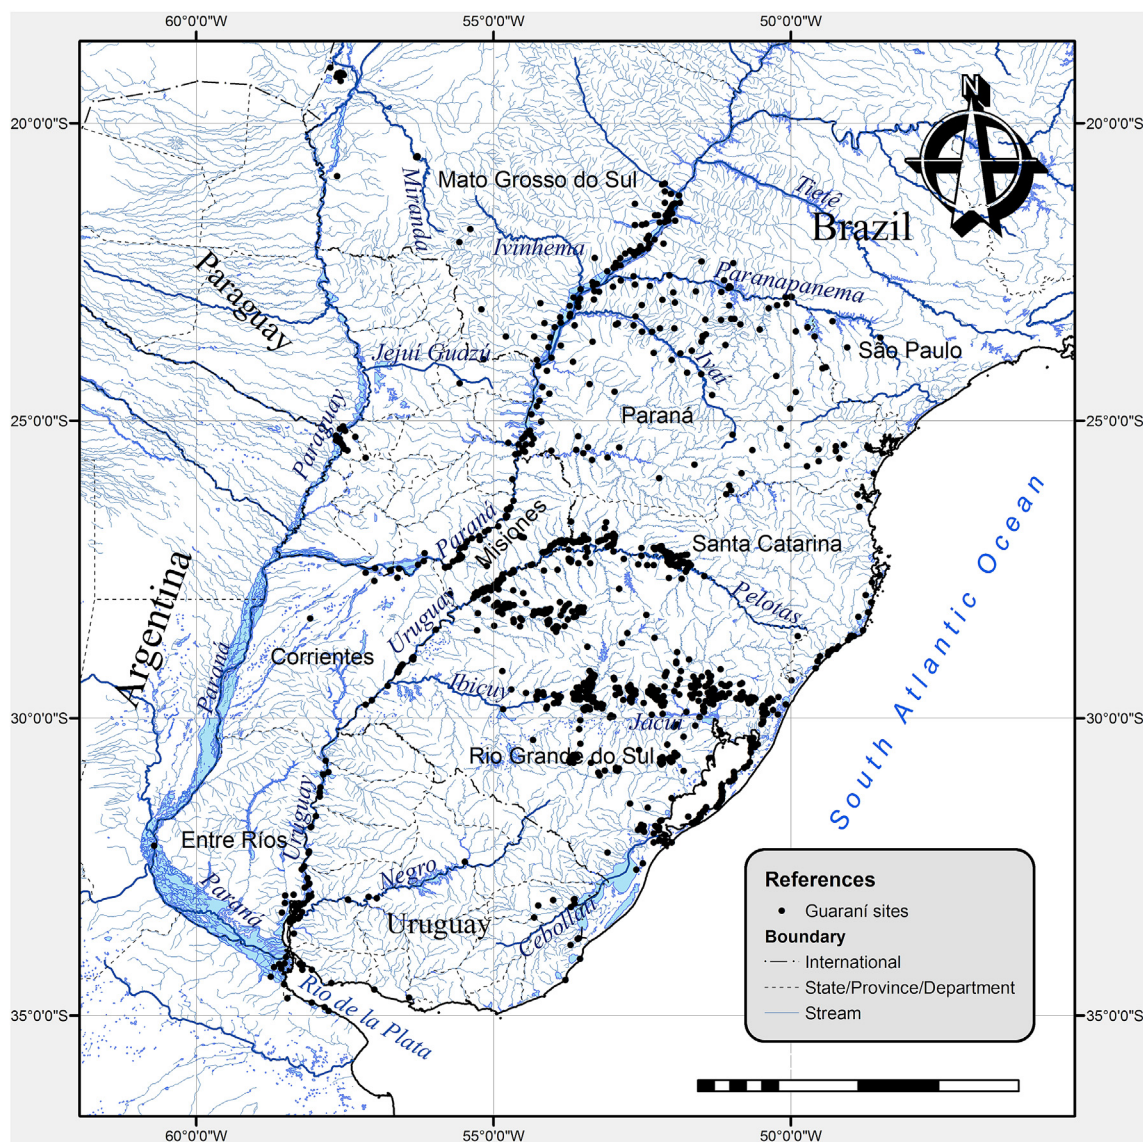 60°0'0"W 55°0'0"W 50°0'0"W
N
20°0'0"S 20°0'0"S
Mato Grosso do Sul
Miranda
Tietê
Brazil
Ivinhema
Paraguay
Paranapanema
Jejuí Guazú
São Paulo
Ivaí
Paraná
25°0'0"S 25°0'0"S
Paraguay
Paraná
Misiones
Santa Catarina
South Atlantic Ocean
Argentina
Pelotas
Uruguay
Paraná
Corrientes
Ibicuy
30°0'0"S 30°0'0"S
Jacuí
Rio Grande do Sul
Uruguay
Entre Ríos
Negro
Paraná
Uruguay
Cebollatí
Río de la Plata
References
Guaraní sites
Boundary
International
State/Province/Department
Stream
35°0'0"S 35°0'0"S
60°0'0"W 55°0'0"W 50°0'0"W